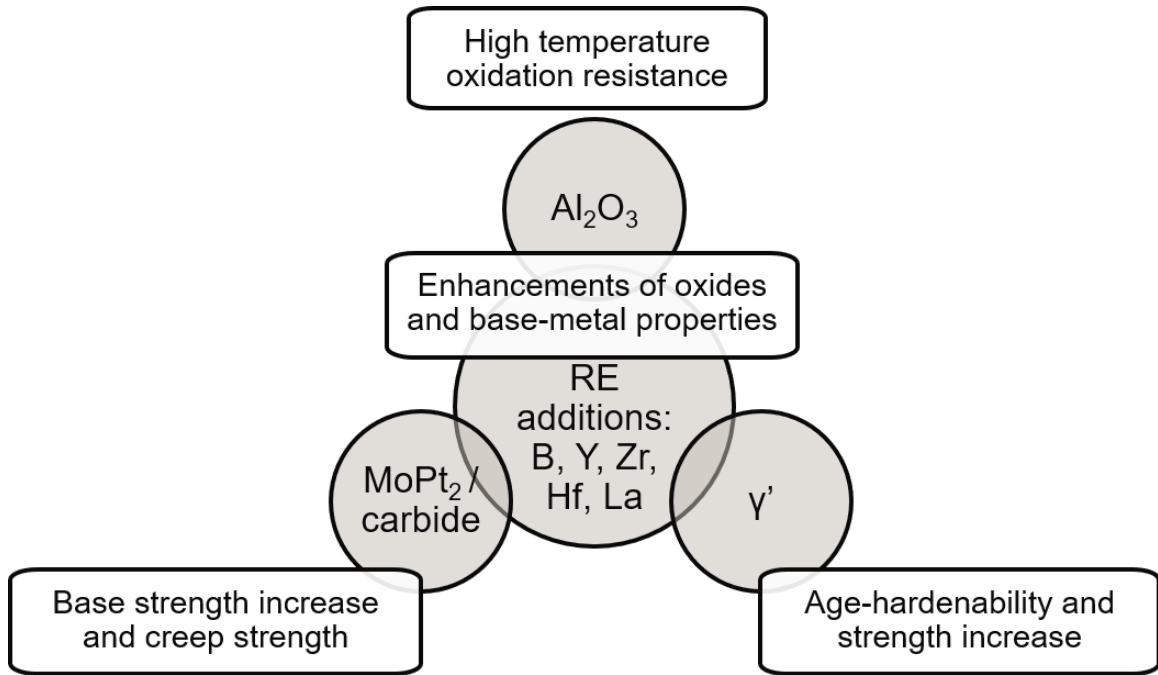 High temperature
oxidation resistance
Al₂O₃
Enhancements of oxides
and base-metal properties
RE
additions:
B, Y, Zr,
Hf, La
MoPt₂ /
carbide
γ’
Base strength increase
and creep strength
Age-hardenability and
strength increase